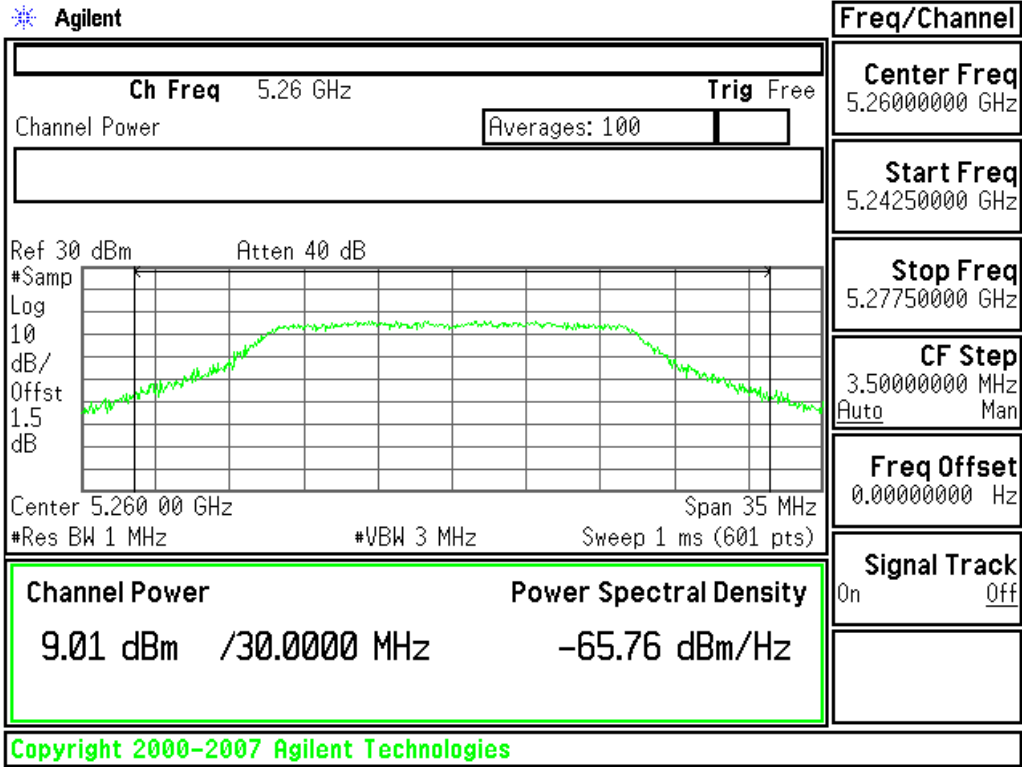 Agilent
Freq/Channel
Ch Freq 5.26 GHz Trig Free
Channel Power Averages: 100
Ref 30 dBm Atten 40 dB
#Samp
Log
10
dB/
Offst
1.5
dB
Center 5.260 00 GHz Span 35 MHz
#Res BW 1 MHz #VBW 3 MHz Sweep 1 ms (601 pts)
Channel Power Power Spectral Density
9.01 dBm /30.0000 MHz -65.76 dBm/Hz
Center Freq
5.26000000 GHz
Start Freq
5.24250000 GHz
Stop Freq
5.27750000 GHz
CF Step
3.50000000 MHz
Auto Man
Freq Offset
0.00000000 Hz
Signal Track
On Off
Copyright 2000-2007 Agilent Technologies